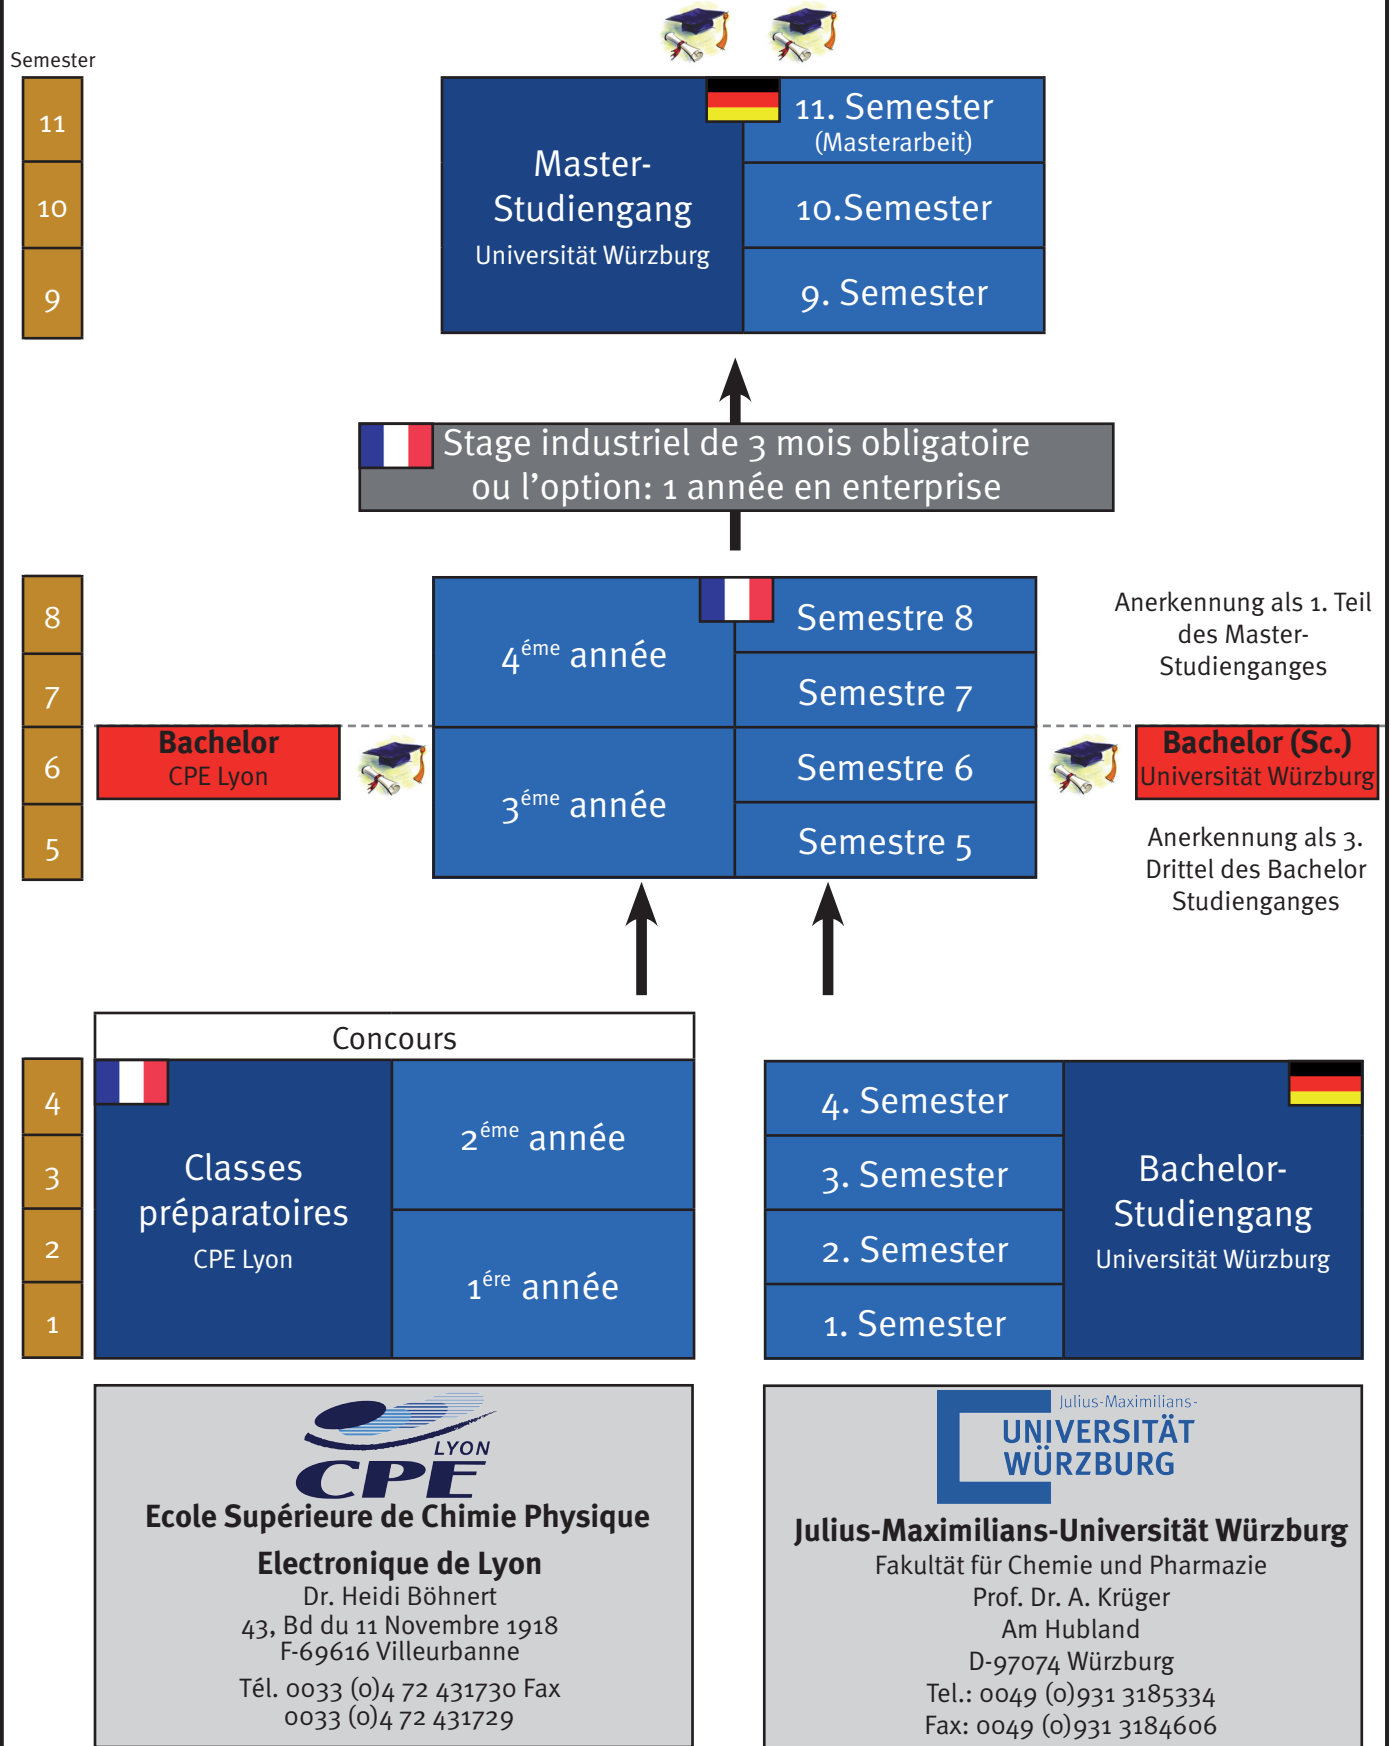 Semester
11
10
9
Master-
Studiengang
Universität Würzburg
11. Semester
(Masterarbeit)
10.Semester
9. Semester
Stage industriel de 3 mois obligatoire
ou l'option: 1 année en enterprise
8
7
6
5
4éme année
3éme année
Semestre 8
Semestre 7
Semestre 6
Semestre 5
Anerkennung als 1. Teil
des Master-
Studienganges
Bachelor
CPE Lyon
Bachelor (Sc.)
Universität Würzburg
Anerkennung als 3.
Drittel des Bachelor
Studienganges
Concours
4
3
2
1
Classes
préparatoires
CPE Lyon
2éme année
1ére année
4. Semester
3. Semester
2. Semester
1. Semester
Bachelor-
Studiengang
Universität Würzburg
LYON
CPE
Ecole Supérieure de Chimie Physique
Electronique de Lyon
Dr. Heidi Böhnert
43, Bd du 11 Novembre 1918
F-69616 Villeurbanne
Tél. 0033 (0)4 72 431730 Fax
0033 (0)4 72 431729
Julius-Maximilians-
UNIVERSITÄT
WÜRZBURG
Julius-Maximilians-Universität Würzburg
Fakultät für Chemie und Pharmazie
Prof. Dr. A. Krüger
Am Hubland
D-97074 Würzburg
Tel.: 0049 (0)931 3185334
Fax: 0049 (0)931 3184606